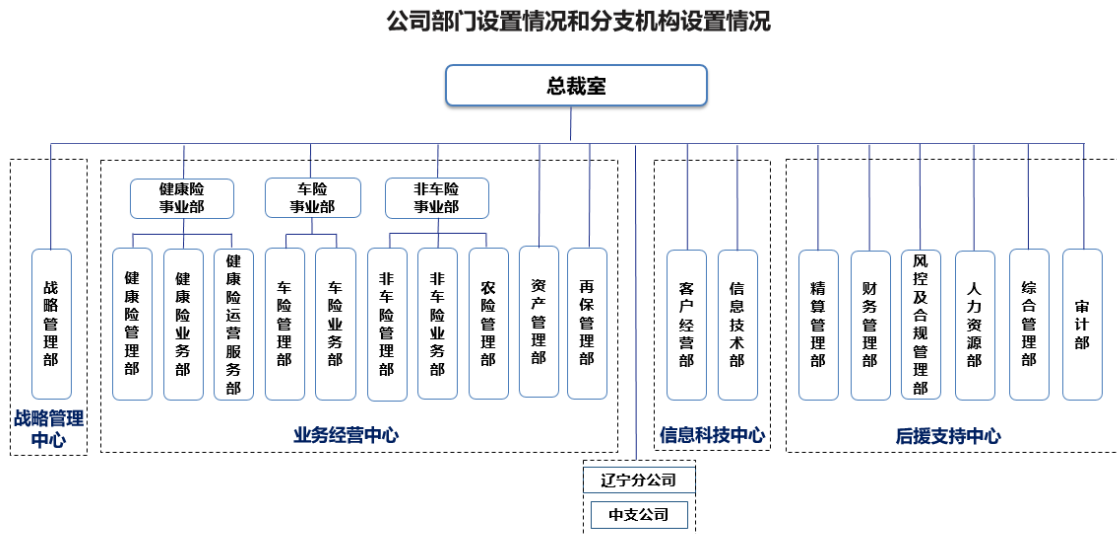 公司部门设置情况和分支机构设置情况
总裁室
健康险
事业部
车险
事业部
非车险
事业部
战略管理部
健康险管理部
健康险业务部
健康险运营服务部
车险管理部
车险业务部
非车险管理部
非车险业务部
农险管理部
资产管理部
再保管理部
客户经营部
信息技术部
精算管理部
财务管理部
风控及合规管理部
人力资源部
综合管理部
审计部
战略管理
中心
业务经营中心
信息科技中心
后援支持中心
辽宁分公司
中支公司